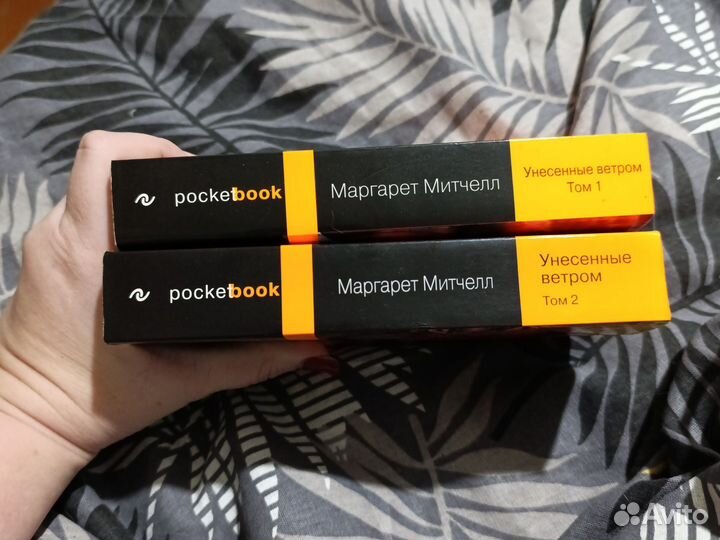 pocketbook
Маргарет Митчелл
Унесенные ветром
Том 1
pocketbook
Маргарет Митчелл
Унесенные
ветром
Том 2
Avito